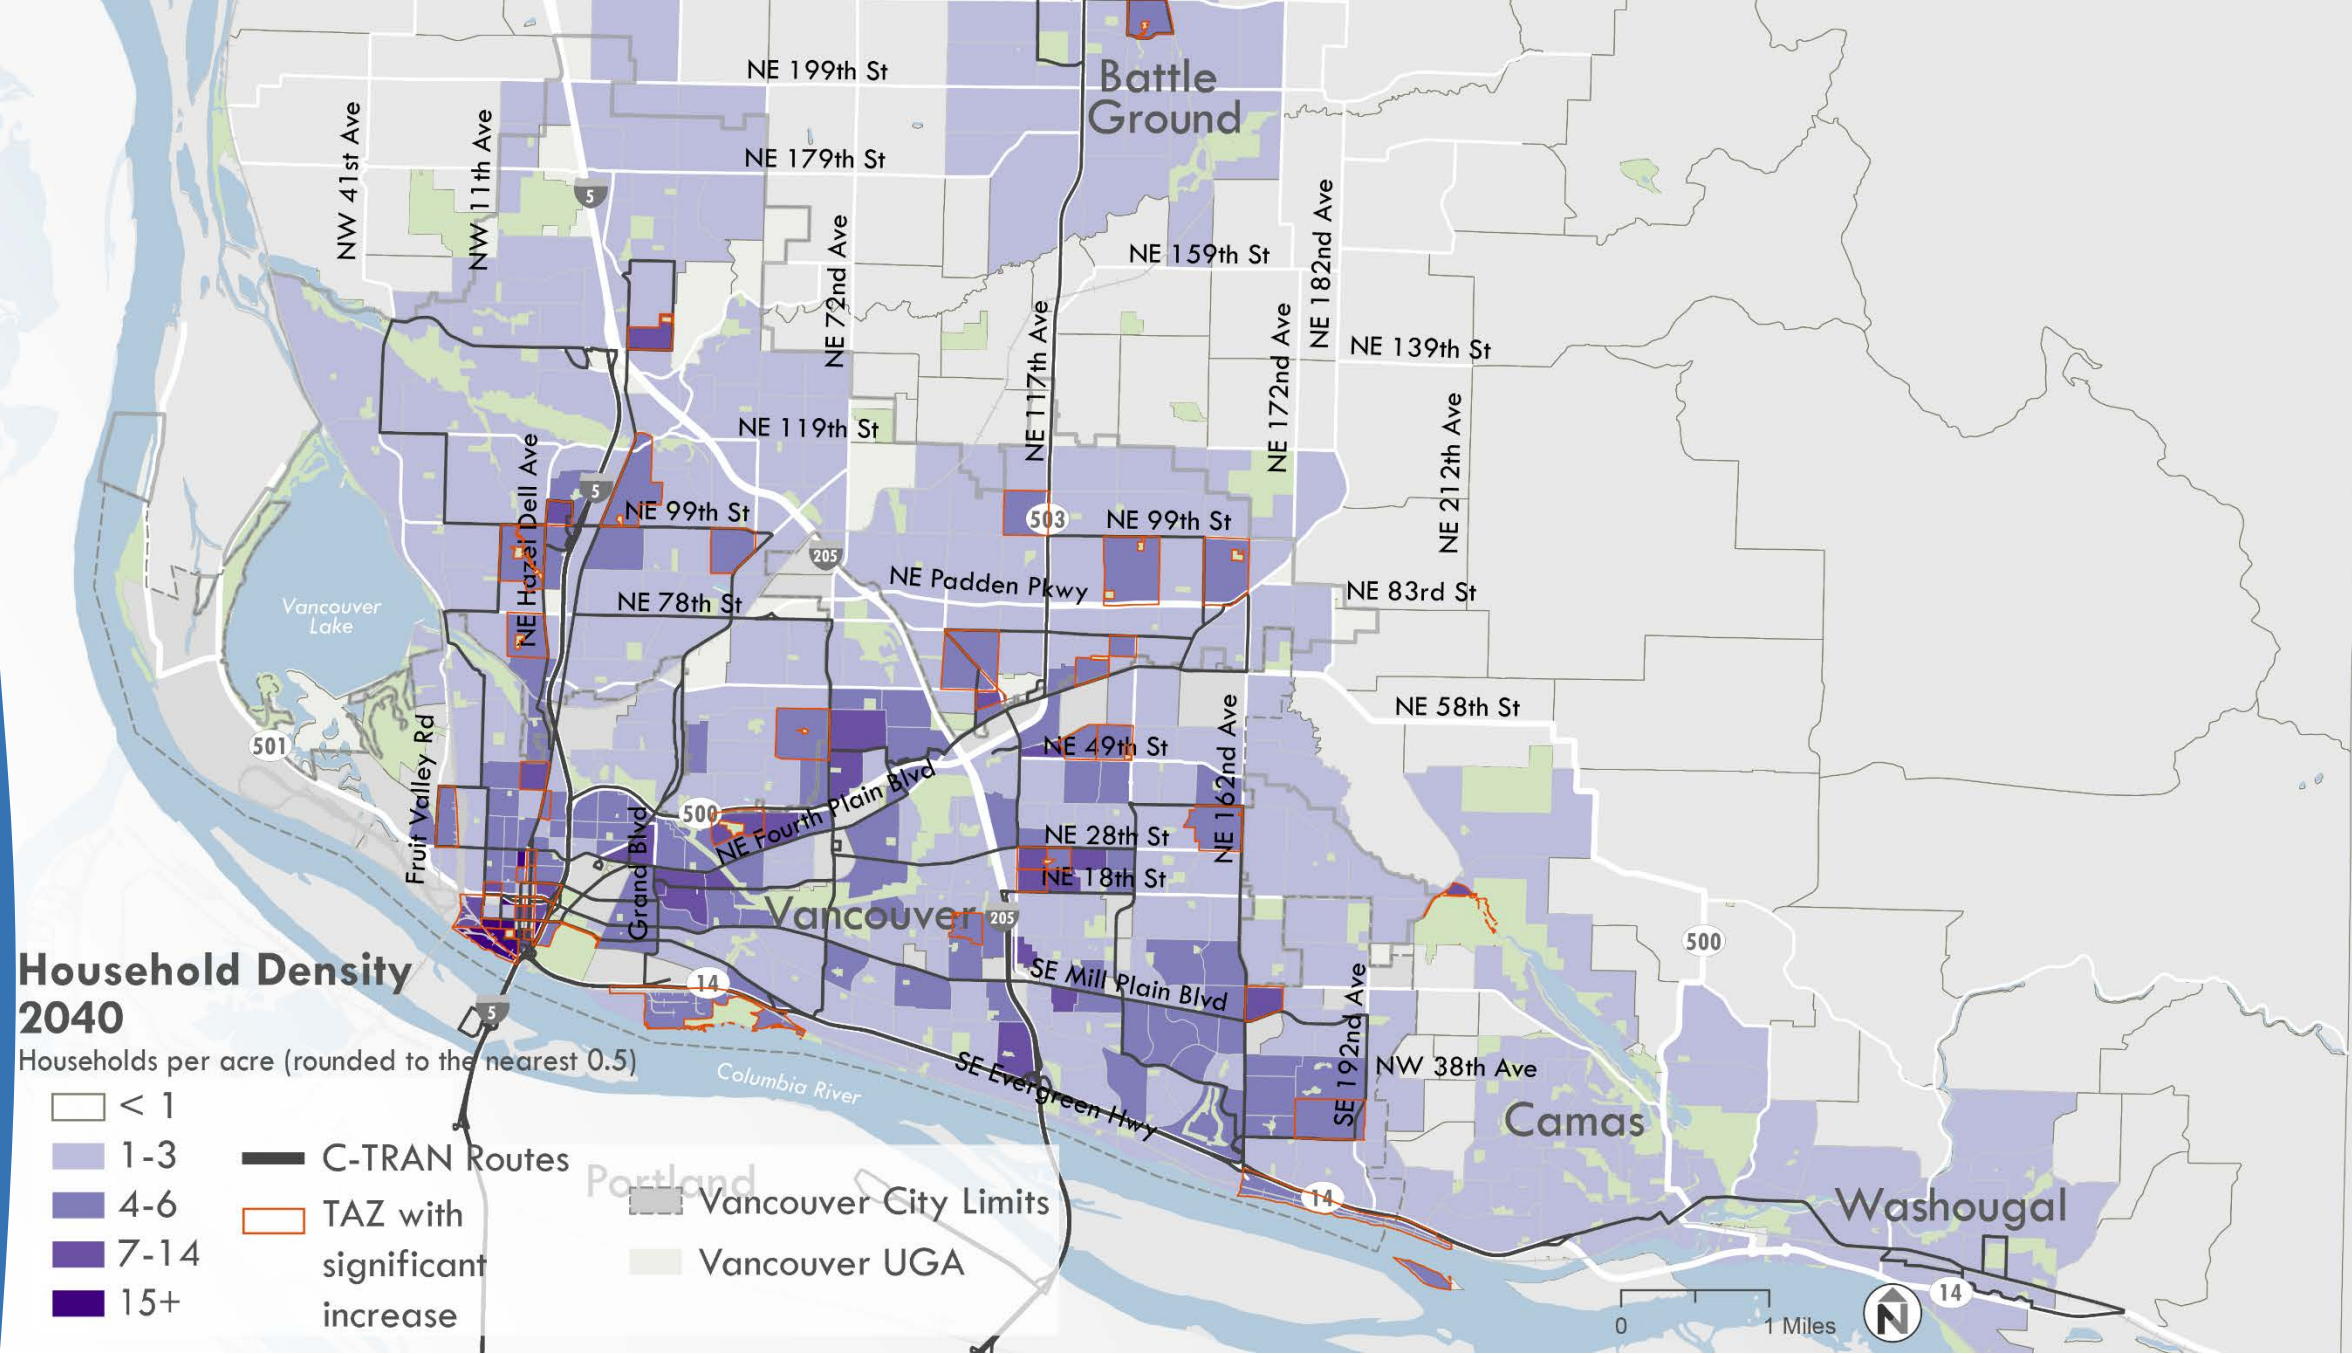 NE 199th St
Battle
Ground
NW 41st Ave
NW 11th Ave
NE 179th St
5
NE 72nd Ave
NE 159th St
NE 182nd Ave
NE 117th Ave
NE 172nd Ave
NE 139th St
NE 119th St
NE 212th Ave
NE Hazel Dell Ave
5
NE 99th St
503
NE 99th St
205
NE Padden Pkwy
NE 83rd St
NE 78th St
Vancouver
Lake
NE 58th St
501
Fruit Valley Rd
NE 49th St
NE 162nd Ave
500
NE Fourth Plain Blvd
Grand Blvd
NE 28th St
NE 18th St
Vancouver
205
500
SE Mill Plain Blvd
14
SE 192nd Ave
5
SE Evergreen Hwy
NW 38th Ave
Columbia River
Camas
Portland
14
Washougal
14
Household Density
2040
Households per acre (rounded to the nearest 0.5)
< 1
1-3
4-6
7-14
15+
C-TRAN Routes
TAZ with
significant
increase
Vancouver City Limits
Vancouver UGA
0 1 Miles
N